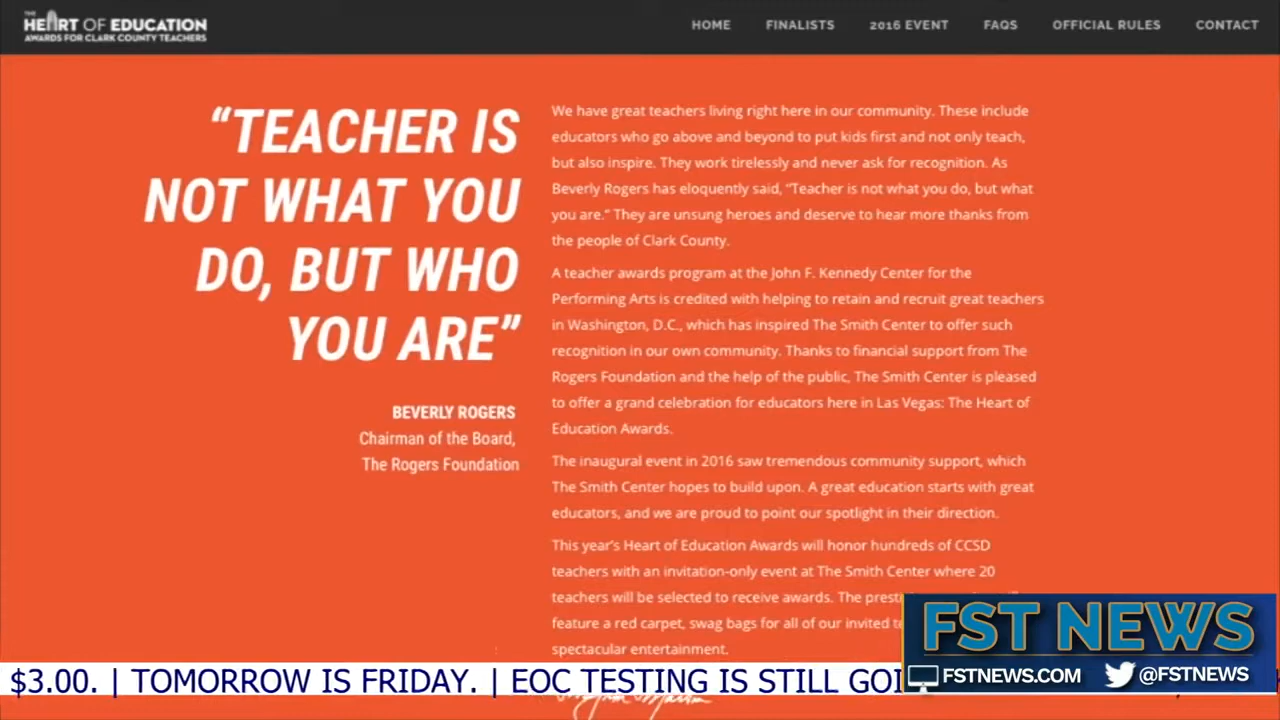 THE
HEART OF EDUCATION
AWARDS FOR CLARK COUNTY TEACHERS
HOME FINALISTS 2016 EVENT FAQS OFFICIAL RULES CONTACT
“TEACHER IS
NOT WHAT YOU
DO, BUT WHO
YOU ARE”
BEVERLY ROGERS
Chairman of the Board,
The Rogers Foundation
We have great teachers living right here in our community. These include
educators who go above and beyond to put kids first and not only teach,
but also inspire. They work tirelessly and never ask for recognition. As
Beverly Rogers has eloquently said, “Teacher is not what you do, but what
you are.” They are unsung heroes and deserve to hear more thanks from
the people of Clark County.
A teacher awards program at the John F. Kennedy Center for the
Performing Arts is credited with helping to retain and recruit great teachers
in Washington, D.C., which has inspired The Smith Center to offer such
recognition in our own community. Thanks to financial support from The
Rogers Foundation and the help of the public, The Smith Center is pleased
to offer a grand celebration for educators here in Las Vegas: The Heart of
Education Awards.
The inaugural event in 2016 saw tremendous community support, which
The Smith Center hopes to build upon. A great education starts with great
educators, and we are proud to point our spotlight in their direction.
This year’s Heart of Education Awards will honor hundreds of CCSD
teachers with an invitation-only event at The Smith Center where 20
teachers will be selected to receive awards. The
feature a red carpet, swag bags for all of our invited
spectacular entertainment.
FST NEWS
FSTNEWS.COM @FSTNEWS
$3.00. | TOMORROW IS FRIDAY. | EOC TESTING IS STILL GOI